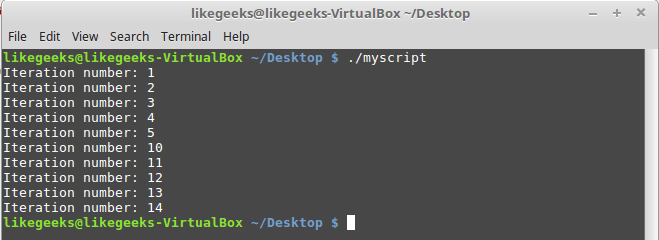 likegeeks@likegeeks-VirtualBox ~/Desktop
File Edit View Search Terminal Help
likegeeks@likegeeks-VirtualBox ~/Desktop $ ./myscript
Iteration number: 1
Iteration number: 2
Iteration number: 3
Iteration number: 4
Iteration number: 5
Iteration number: 10
Iteration number: 11
Iteration number: 12
Iteration number: 13
Iteration number: 14
likegeeks@likegeeks-VirtualBox ~/Desktop $